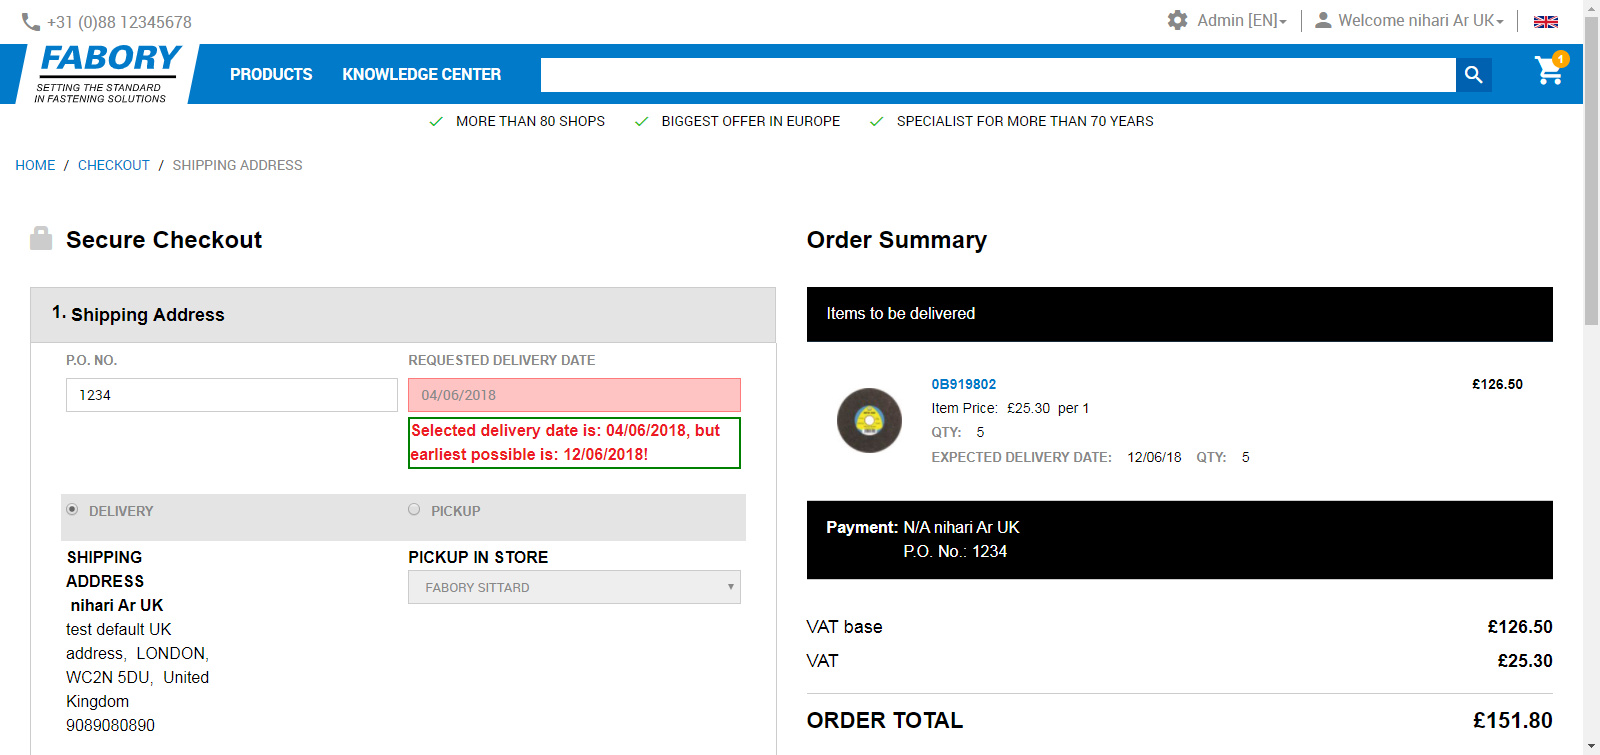 +31 (0)88 12345678
Admin [EN]
Welcome nihari Ar UK
FABORY
SETTING THE STANDARD
IN FASTENING SOLUTIONS
PRODUCTS
KNOWLEDGE CENTER
1
MORE THAN 80 SHOPS
BIGGEST OFFER IN EUROPE
SPECIALIST FOR MORE THAN 70 YEARS
HOME / CHECKOUT / SHIPPING ADDRESS
Secure Checkout
1. Shipping Address
P.O. NO.
1234
REQUESTED DELIVERY DATE
04/06/2018
Selected delivery date is: 04/06/2018, but
earliest possible is: 12/06/2018!
DELIVERY
PICKUP
SHIPPING
ADDRESS
nihari Ar UK
test default UK
address, LONDON,
WC2N 5DU, United
Kingdom
9089080890
PICKUP IN STORE
FABORY SITTARD
Order Summary
Items to be delivered
0B919802 £126.50
Item Price: £25.30 per 1
QTY: 5
EXPECTED DELIVERY DATE: 12/06/18 QTY: 5
Payment: N/A nihari Ar UK
P.O. No.: 1234
VAT base £126.50
VAT £25.30
ORDER TOTAL £151.80